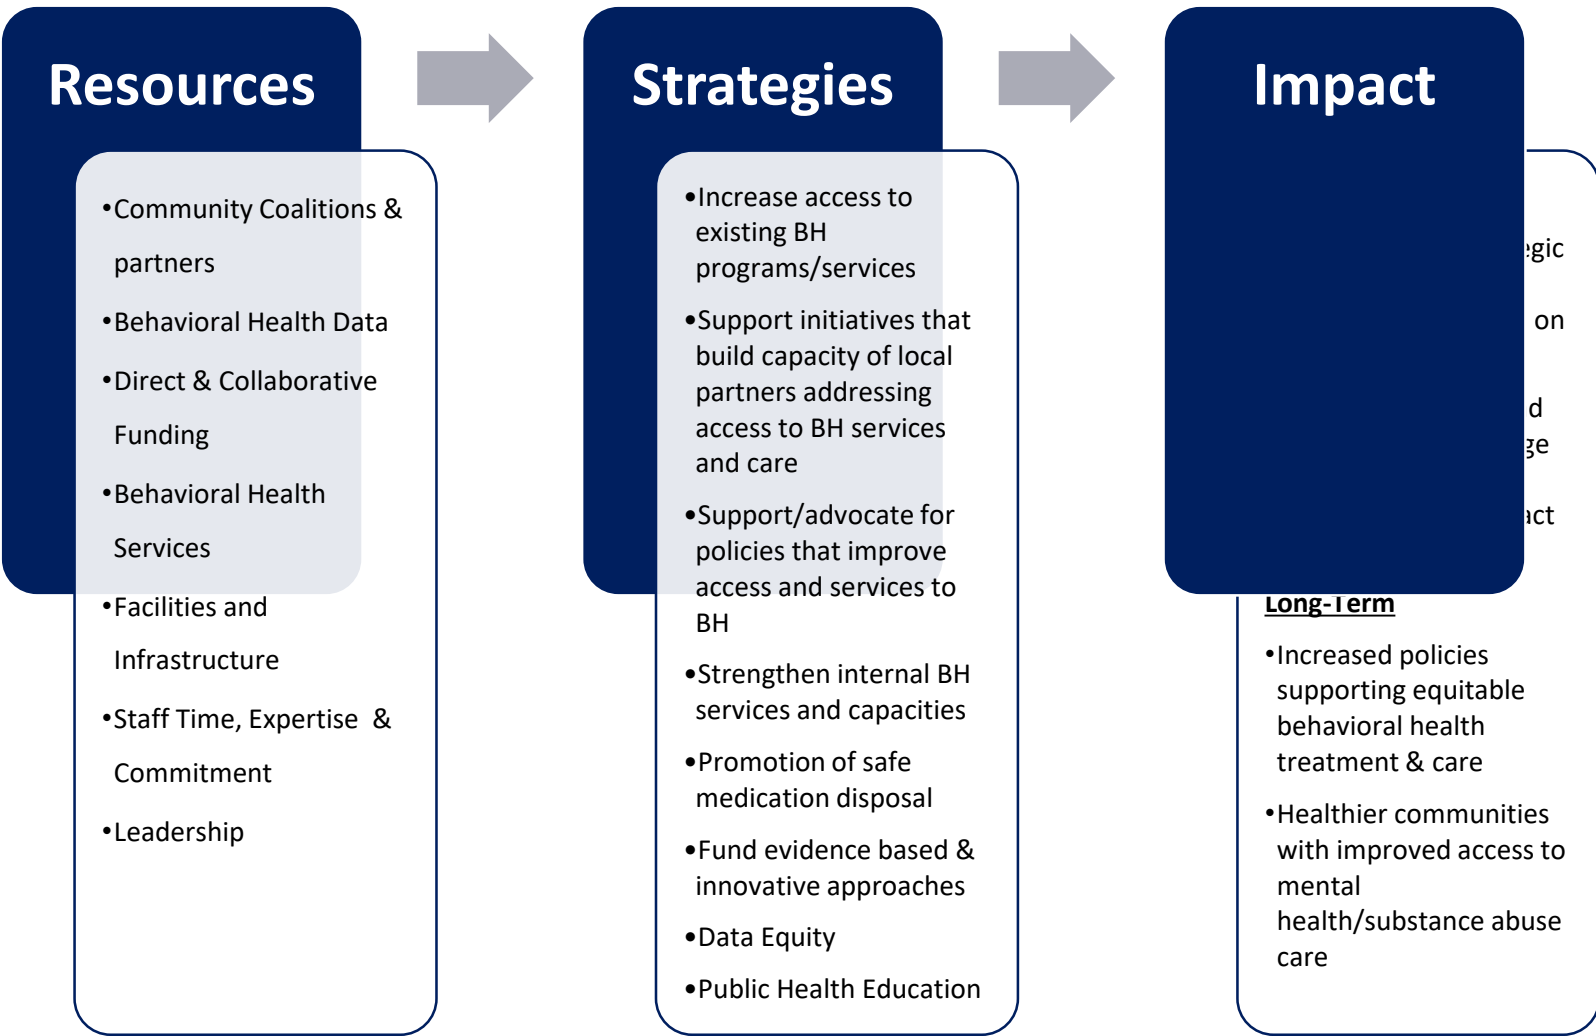 Resources
•Community Coalitions &
partners
•Behavioral Health Data
•Direct & Collaborative
Funding
•Behavioral Health
Services
•Facilities and
Infrastructure
•Staff Time, Expertise &
Commitment
•Leadership
Strategies
•Increase access to
existing BH
programs/services
•Support initiatives that
build capacity of local
partners addressing
access to BH services
and care
•Support/advocate for
policies that improve
access and services to
BH
•Strengthen internal BH
services and capacities
•Promotion of safe
medication disposal
•Fund evidence based &
innovative approaches
•Data Equity
•Public Health Education
Impact
on
Long-Term
•Increased policies
supporting equitable
behavioral health
treatment & care
•Healthier communities
with improved access to
mental
health/substance abuse
care